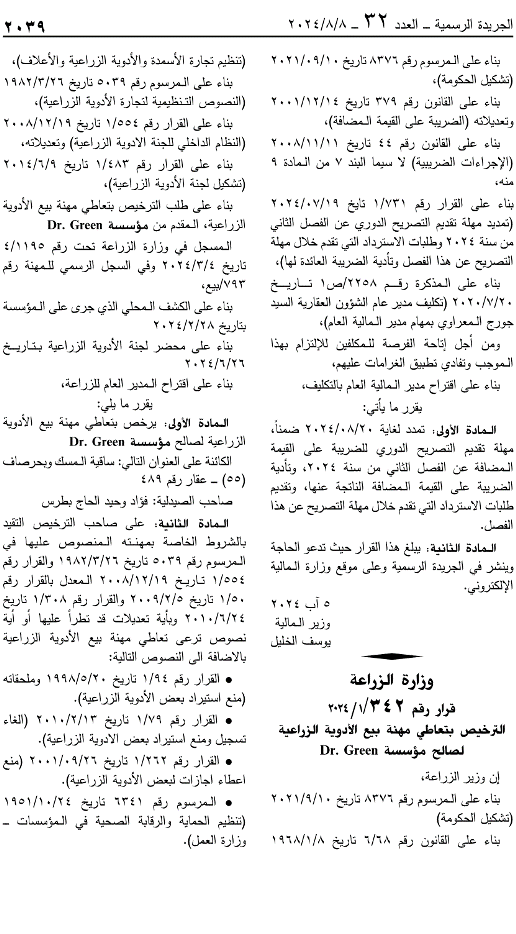 الجريدة الرسمية ــ العدد ٣٢ ــ ٢٠٢٤/٨/٨
٢٠٣٩
بناء على المرسوم رقم ٨٣٧٦ تاريخ ٢٠٢١/٠٩/١٠
(تشكيل الحكومة)،
بناء على القانون رقم ٣٧٩ تاريخ ٢٠٠١/١٢/١٤
وتعديلاته (الضريبة على القيمة المضافة)،
بناء على القانون رقم ٤٤ تاريخ ٢٠٠٨/١١/١١
(الإجراءات الضريبية) لا سيما البند ٧ من المادة ٩
منه،
بناء على القرار رقم ١/٧٣١ تايخ ٢٠٢٤/٠٧/١٩
(تمديد مهلة تقديم التصريح الدوري عن الفصل الثاني
من سنة ٢٠٢٤ وطلبات الاسترداد التي تقدم خلال مهلة
التصريح عن هذا الفصل وتأدية الضريبة العائدة لها)،
بناء على المذكرة رقم ٢٢٥٨/ص١ تاريخ
٢٠٢٠/٧/٢٠ (تكليف مدير عام الشؤون العقارية السيد
جورج المعراوي بمهام مدير المالية العام)،
ومن أجل إتاحة الفرصة للمكلفين للإلتزام بهذا
الموجب وتفادي تطبيق الغرامات عليهم،
بناء على اقتراح مدير المالية العام بالتكليف،
يقرر ما يأتي:
المادة الأولى: تمدد لغاية ٢٠٢٤/٠٨/٢٠ ضمناً،
مهلة تقديم التصريح الدوري للضريبة على القيمة
المضافة عن الفصل الثاني من سنة ٢٠٢٤، وتأدية
الضريبة على القيمة المضافة الناتجة عنها، وتقديم
طلبات الاسترداد التي تقدم خلال مهلة التصريح عن هذا
الفصل.
المادة الثانية: يبلغ هذا القرار حيث تدعو الحاجة
وينشر في الجريدة الرسمية وعلى موقع وزارة المالية
الإلكتروني.
٥ آب ٢٠٢٤
وزير المالية
يوسف الخليل
وزارة الزراعة
قرار رقم ١/٣٤٢/ ٢٠٢٤
الترخيص بتعاطي مهنة بيع الأدوية الزراعية
لصالح مؤسسة Dr. Green
إن وزير الزراعة،
بناء على المرسوم رقم ٨٣٧٦ تاريخ ٢٠٢١/٩/١٠
(تشكيل الحكومة)
بناء على القانون رقم ٦/٦٨ تاريخ ١٩٦٨/١/٨
(تنظيم تجارة الأسمدة والأدوية الزراعية والأعلاف)،
بناء على المرسوم رقم ٥٠٣٩ تاريخ ١٩٨٢/٣/٢٦
(النصوص التنظيمية لتجارة الأدوية الزراعية)،
بناء على القرار رقم ١/٥٥٤ تاريخ ٢٠٠٨/١٢/١٩
(النظام الداخلي للجنة الادوية الزراعية) وتعديلاته،
بناء على القرار رقم ١/٤٨٣ تاريخ ٢٠١٤/٦/٩
(تشكيل لجنة الأدوية الزراعية)،
بناء على طلب الترخيص بتعاطي مهنة بيع الأدوية
الزراعية، المقدم من مؤسسة Dr. Green
المسجل في وزارة الزراعة تحت رقم ٤/١١٩٥
تاريخ ٢٠٢٤/٣/٤ وفي السجل الرسمي للمهنة رقم
٧٩٣/بيع،
بناء على الكشف المحلي الذي جرى على المؤسسة
بتاريخ ٢٠٢٤/٢/٢٨
بناء على محضر لجنة الأدوية الزراعية بتاريخ
٢٠٢٤/٦/٢٦
بناء على اقتراح المدير العام للزراعة،
يقرر ما يلي:
المادة الأولى: يرخص بتعاطي مهنة بيع الأدوية
الزراعية لصالح مؤسسة Dr. Green
الكائنة على العنوان التالي: ساقية المسك وبحرصاف
(٥٥) ــ عقار رقم ٤٨٩
صاحب الصيدلية: فؤاد وحيد الحاج بطرس
المادة الثانية: على صاحب الترخيص التقيد
بالشروط الخاصة بمهنته المنصوص عليها في
المرسوم رقم ٥٠٣٩ تاريخ ١٩٨٢/٣/٢٦ والقرار رقم
١/٥٥٤ تاريخ ٢٠٠٨/١٢/١٩ المعدل بالقرار رقم
١/٥٠ تاريخ ٢٠٠٩/٢/٥ والقرار رقم ١/٣٠٨ تاريخ
٢٠١٠/٦/٢٤ وبأية تعديلات قد تطرأ عليها أو أية
نصوص ترعى تعاطي مهنة بيع الأدوية الزراعية
بالاضافة الى النصوص التالية:
● القرار رقم ١/٩٤ تاريخ ١٩٩٨/٥/٢٠ وملحقاته
(منع استيراد بعض الأدوية الزراعية).
● القرار رقم ١/٧٩ تاريخ ٢٠١٠/٢/١٣ (الغاء
تسجيل ومنع استيراد بعض الادوية الزراعية).
● القرار رقم ١/٢٦٢ تاريخ ٢٠٠١/٠٩/٢٦ (منع
اعطاء اجازات لبعض الأدوية الزراعية).
● المرسوم رقم ٦٣٤١ تاريخ ١٩٥١/١٠/٢٤
(تنظيم الحماية والرقابة الصحية في المؤسسات ــ
وزارة العمل).